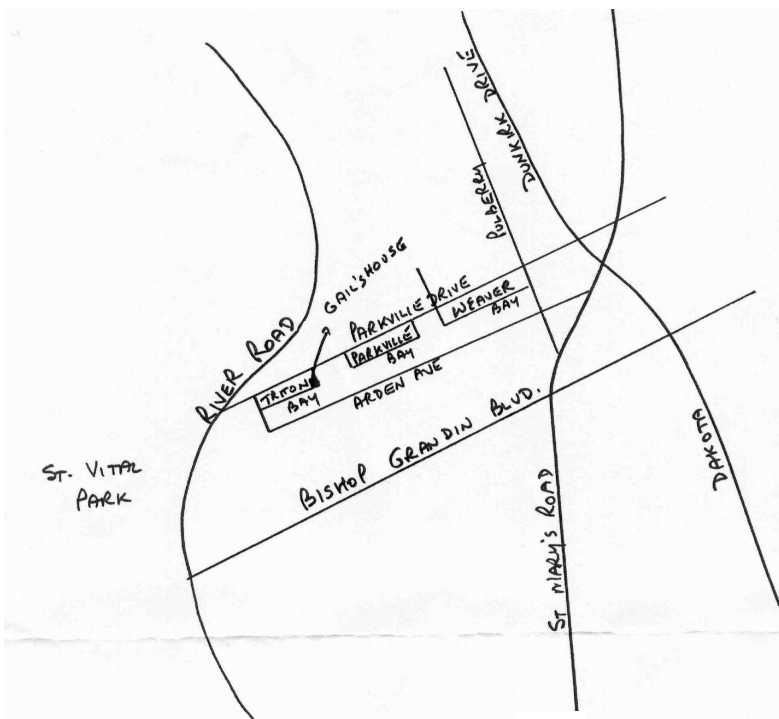 DUNKIRK DRIVE
PULBERRY
GAIL'S HOUSE
PARKVILLE DRIVE
WEAVER
BAY
RIVER ROAD
PARKVILLE
BAY
TRITON
BAY
ARDEN AVE
BISHOP GRANDIN BLVD.
ST. VITAL
PARK
DAKOTA
ST MARY'S ROAD